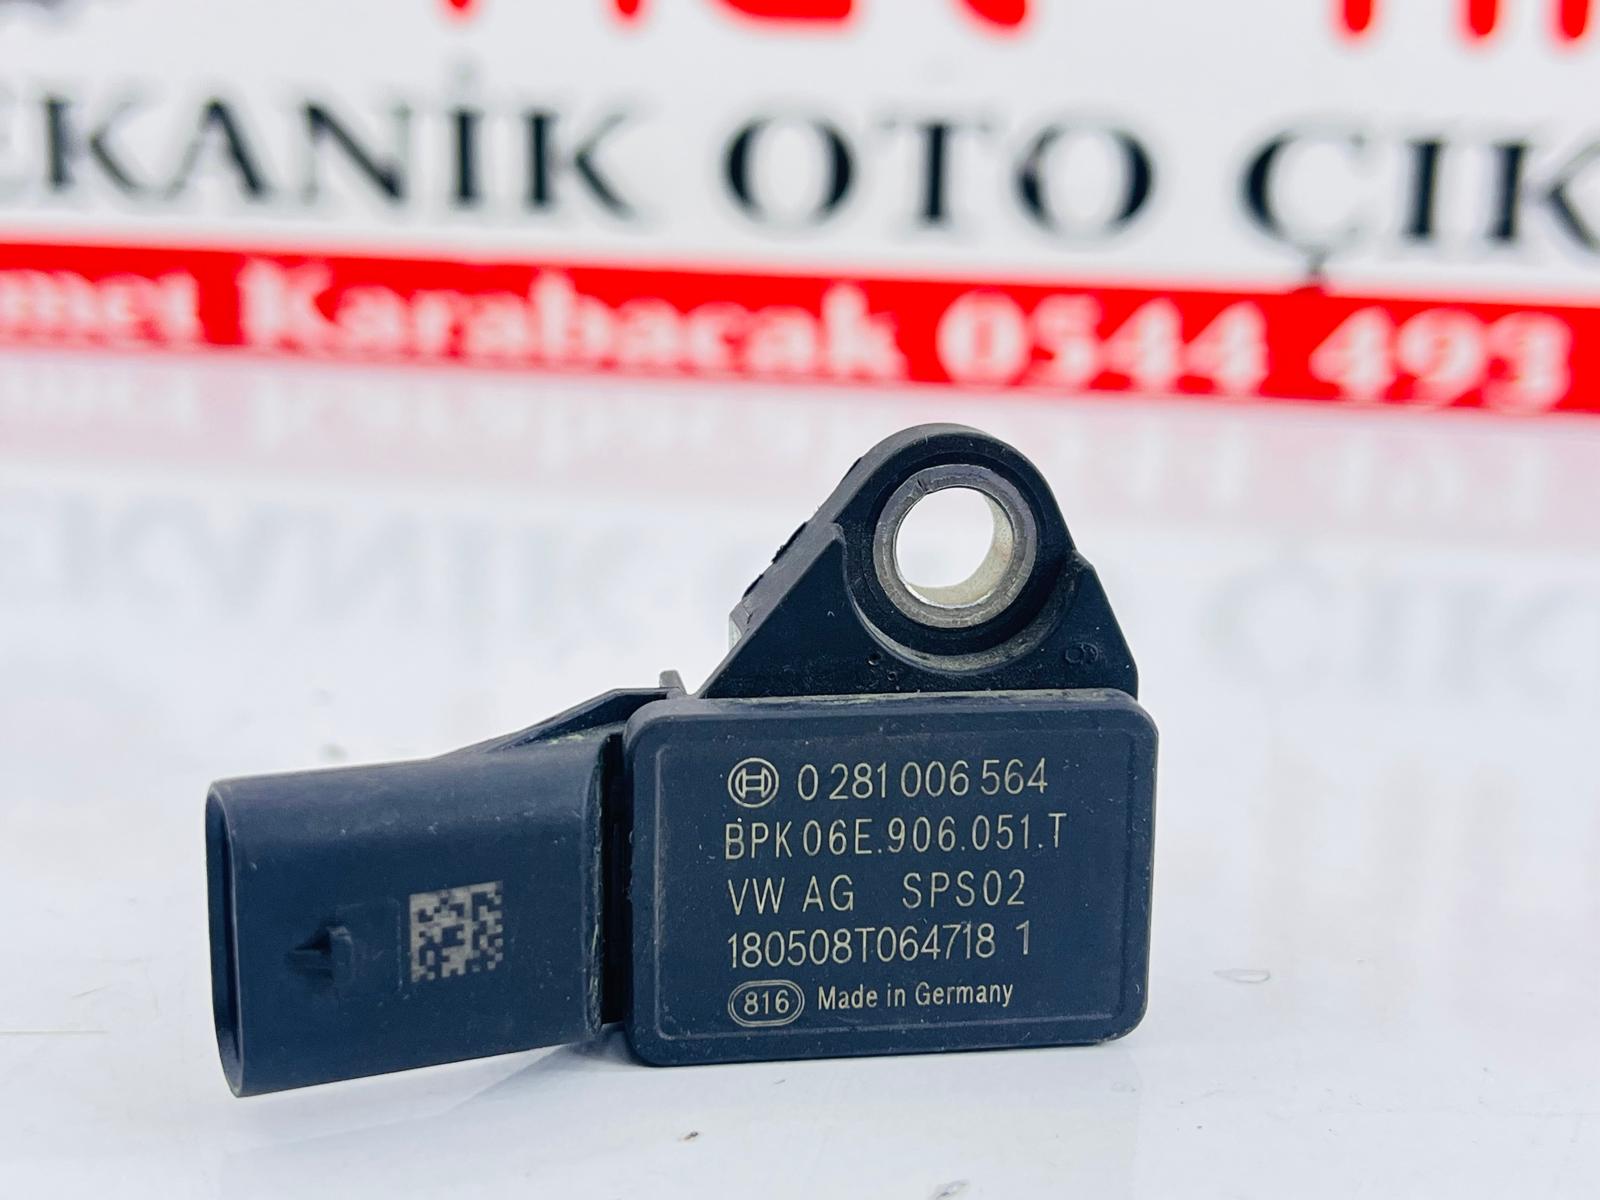 EKANİK OTO ÇIK
met Karabacak 0544 493
0 281 006 564
BPK 06E.906.051.T
VW AG SPS02
180508T064718 1
816 Made in Germany